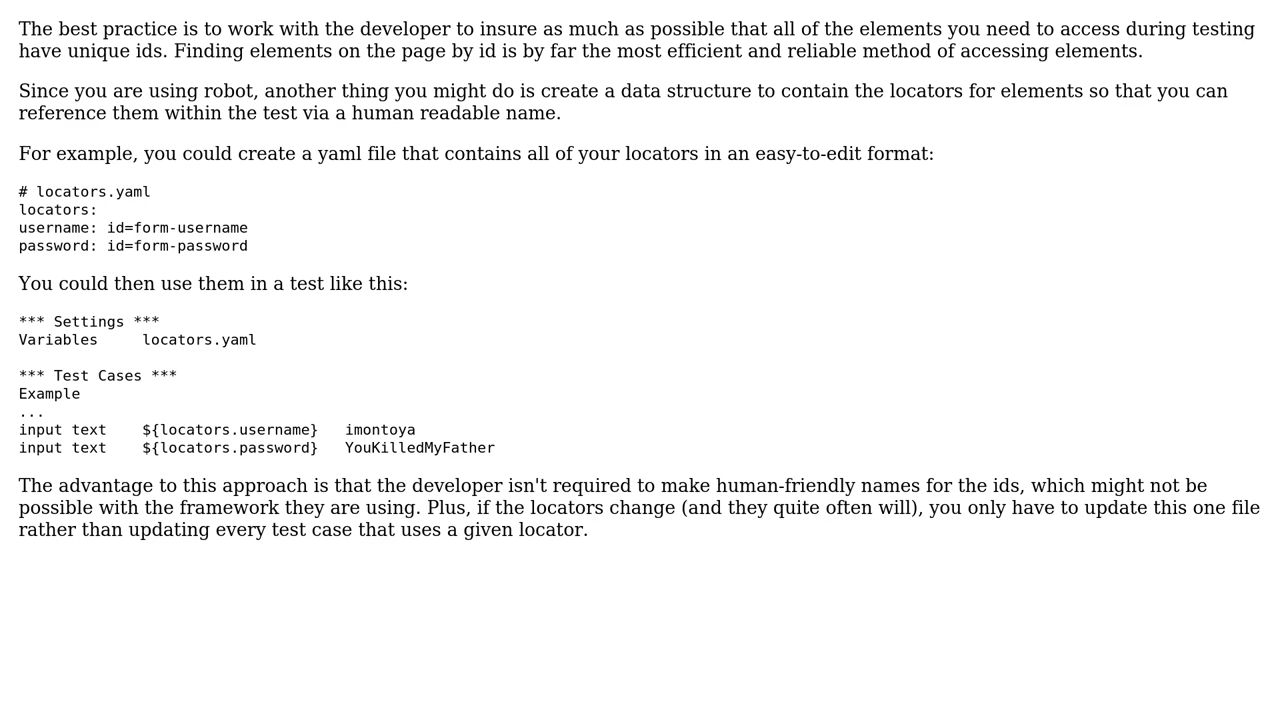 The best practice is to work with the developer to insure as much as possible that all of the elements you need to access during testing
have unique ids. Finding elements on the page by id is by far the most efficient and reliable method of accessing elements.
Since you are using robot, another thing you might do is create a data structure to contain the locators for elements so that you can
reference them within the test via a human readable name.
For example, you could create a yaml file that contains all of your locators in an easy-to-edit format:
# locators.yaml
locators:
username: id=form-username
password: id=form-password
You could then use them in a test like this:
*** Settings ***
Variables     locators.yaml
*** Test Cases ***
Example
...
input text    ${locators.username}   imontoya
input text    ${locators.password}   YouKilledMyFather
The advantage to this approach is that the developer isn't required to make human-friendly names for the ids, which might not be
possible with the framework they are using. Plus, if the locators change (and they quite often will), you only have to update this one file
rather than updating every test case that uses a given locator.